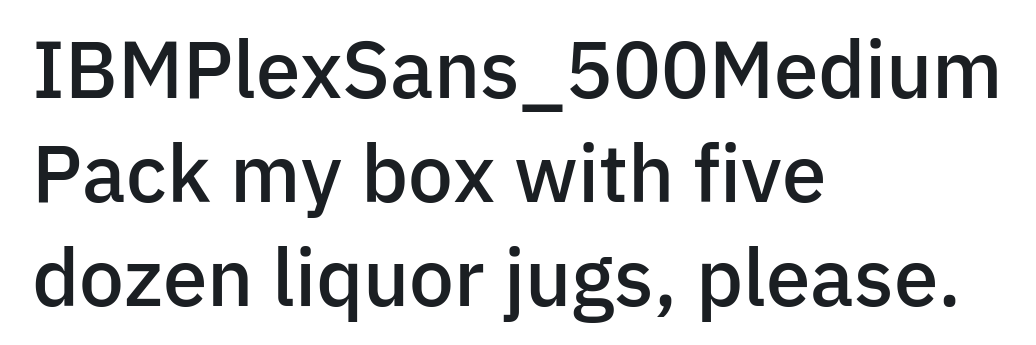 IBMPlexSans_500Medium
Pack my box with five
dozen liquor jugs, please.